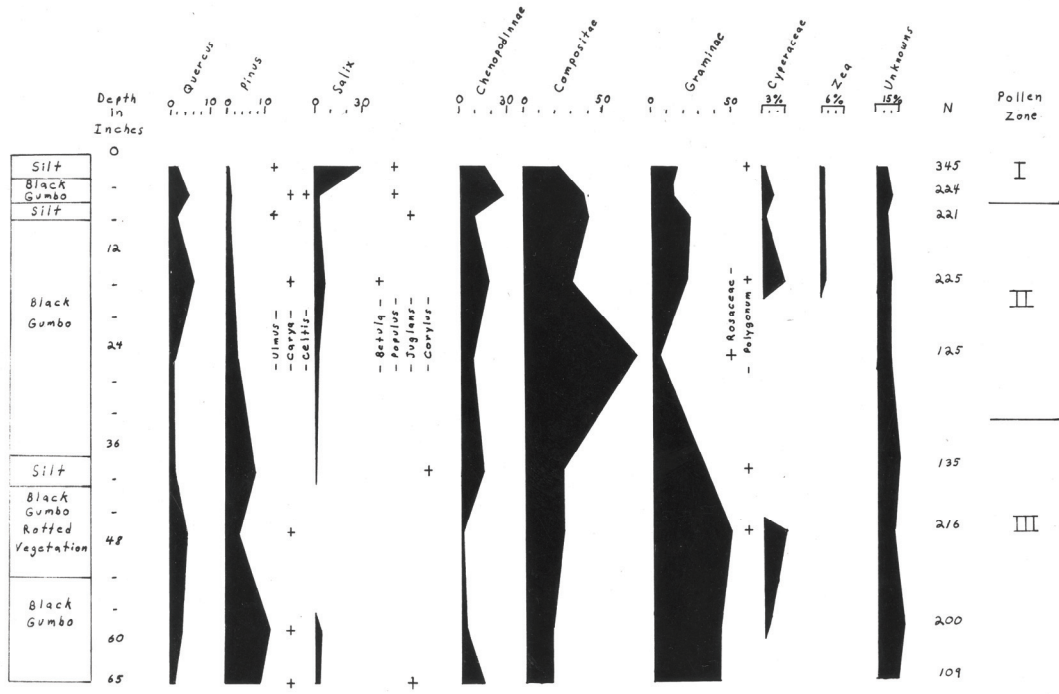 Quercus
Pinus
Salix
Chenopodinnae
Compositae
Graminae
Cyperaceae
Zea
Unknowns
Depth
in
Inches
0 10 0 10 0 30 0 30 0 50 0 50 3% 6% 15%
N
Pollen
Zone
0
Silt + + + 345 I
Black
Gumbo - + + + 224
Silt - + + 221
12
- + + + 225
Black
Gumbo
II
24 125
- Ulmus -
- Carya -
- Celtis -
- Betula -
- Populus -
- Juglans -
- Corylus -
+ Rosaceae -
- Polygonum +
-
-
36
Silt - + + 135
Black
Gumbo
Rotted
Vegetation
48 + + 216 III
-
Black
Gumbo
- + 200
60
65 + + 109